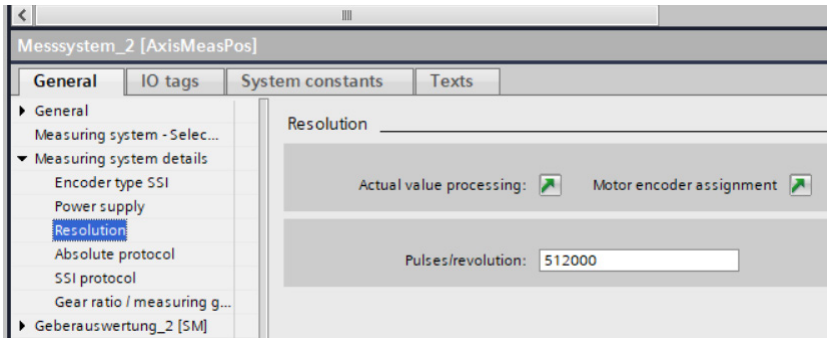 Messsystem_2 [AxisMeasPos]
General IO tags System constants Texts
General
Measuring system - Selec...
Measuring system details
Encoder type SSI
Power supply
Resolution
Absolute protocol
SSI protocol
Gear ratio / measuring g...
Geberauswertung_2 [SM]
Resolution
Actual value processing: Motor encoder assignment
Pulses/revolution: 512000